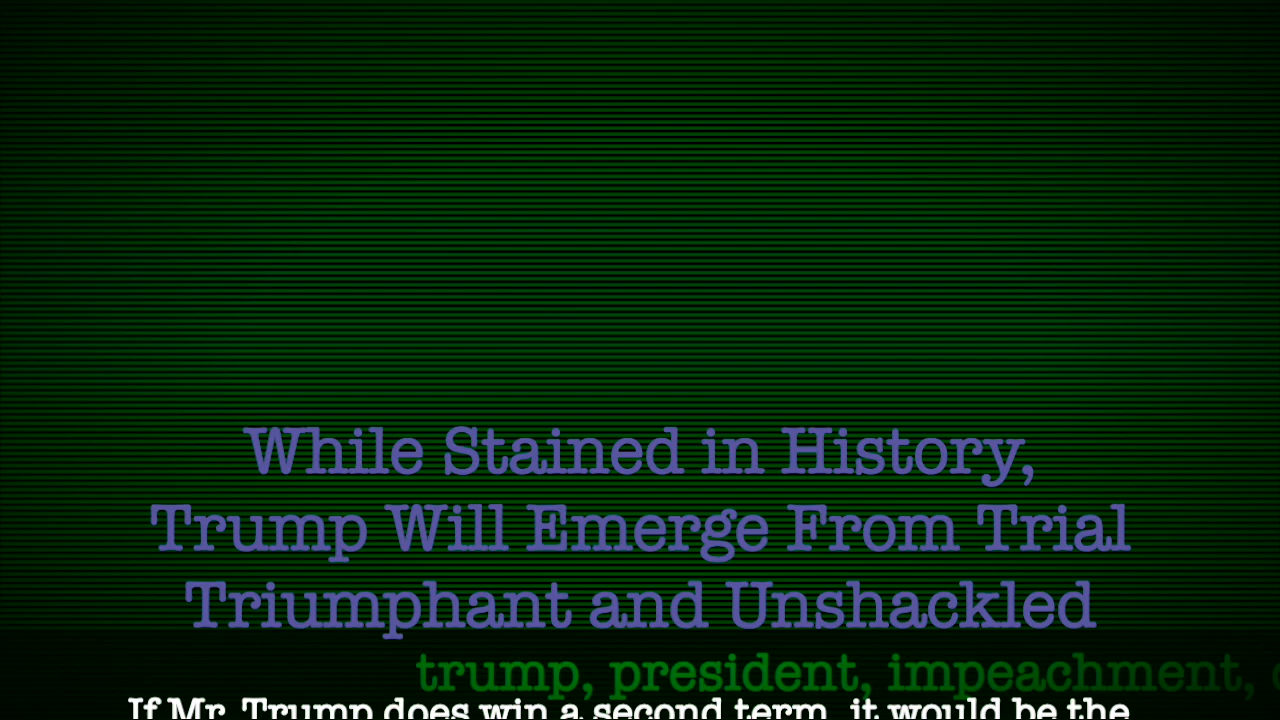 While Stained in History,
Trump Will Emerge From Trial
Triumphant and Unshackled
trump, president, impeachment,
If Mr. Trump does win a second term, it would be the